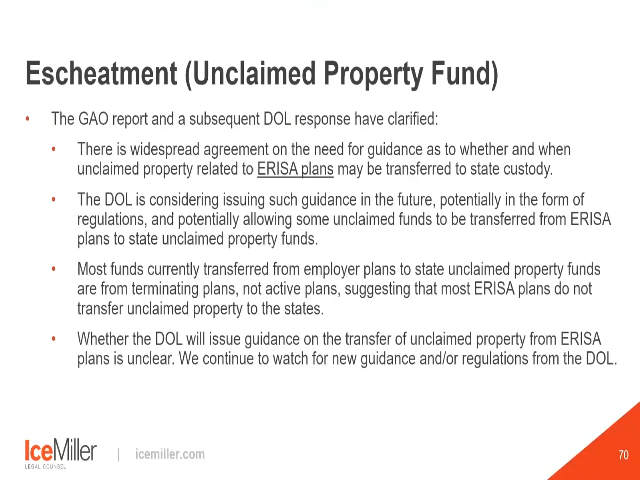 Escheatment (Unclaimed Property Fund)
• The GAO report and a subsequent DOL response have clarified:
• There is widespread agreement on the need for guidance as to whether and when
unclaimed property related to ERISA plans may be transferred to state custody.
• The DOL is considering issuing such guidance in the future, potentially in the form of
regulations, and potentially allowing some unclaimed funds to be transferred from ERISA
plans to state unclaimed property funds.
• Most funds currently transferred from employer plans to state unclaimed property funds
are from terminating plans, not active plans, suggesting that most ERISA plans do not
transfer unclaimed property to the states.
• Whether the DOL will issue guidance on the transfer of unclaimed property from ERISA
plans is unclear. We continue to watch for new guidance and/or regulations from the DOL.
IceMiller
LEGAL COUNSEL
| icemiller.com
70